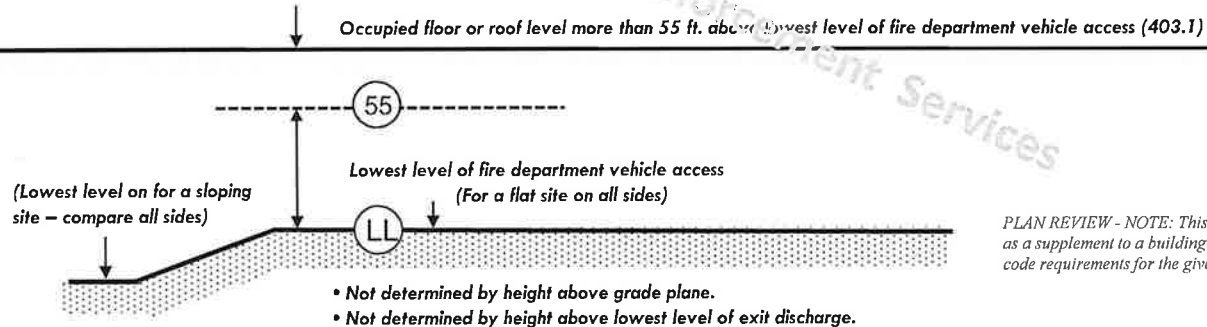 Occupied floor or roof level more than 55 ft. above lowest level of fire department vehicle access (403.1)
orcement Services
55
Lowest level of fire department vehicle access
(For a flat site on all sides)
(Lowest level on for a sloping
site – compare all sides)
LL
PLAN REVIEW - NOTE: This
as a supplement to a building
code requirements for the give
• Not determined by height above grade plane.
• Not determined by height above lowest level of exit discharge.